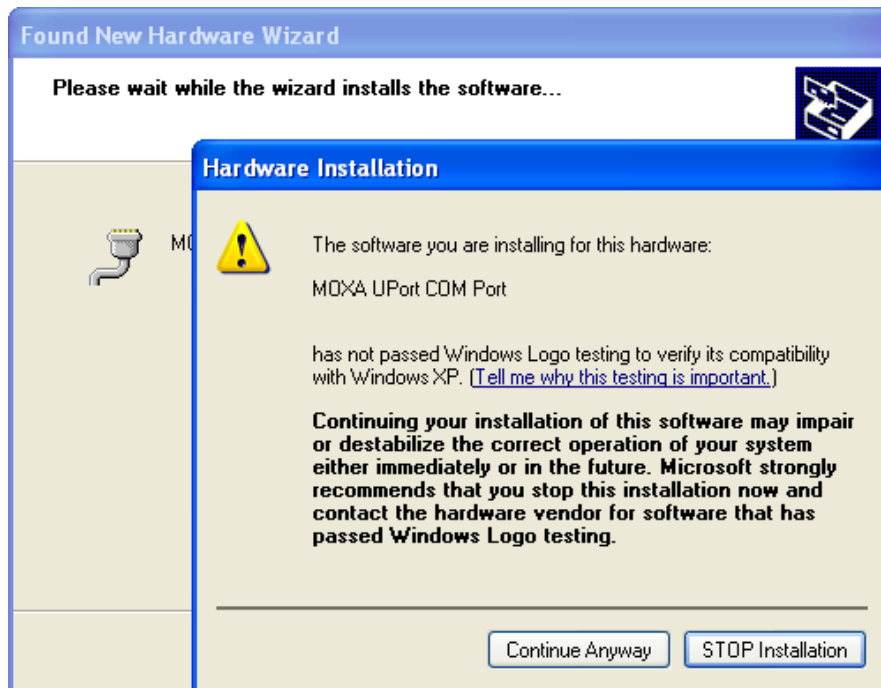 Found New Hardware Wizard
Please wait while the wizard installs the software...
Hardware Installation
The software you are installing for this hardware:
MOXA UPort COM Port
has not passed Windows Logo testing to verify its compatibility
with Windows XP. (Tell me why this testing is important.)
Continuing your installation of this software may impair
or destabilize the correct operation of your system
either immediately or in the future. Microsoft strongly
recommends that you stop this installation now and
contact the hardware vendor for software that has
passed Windows Logo testing.
Continue Anyway
STOP Installation